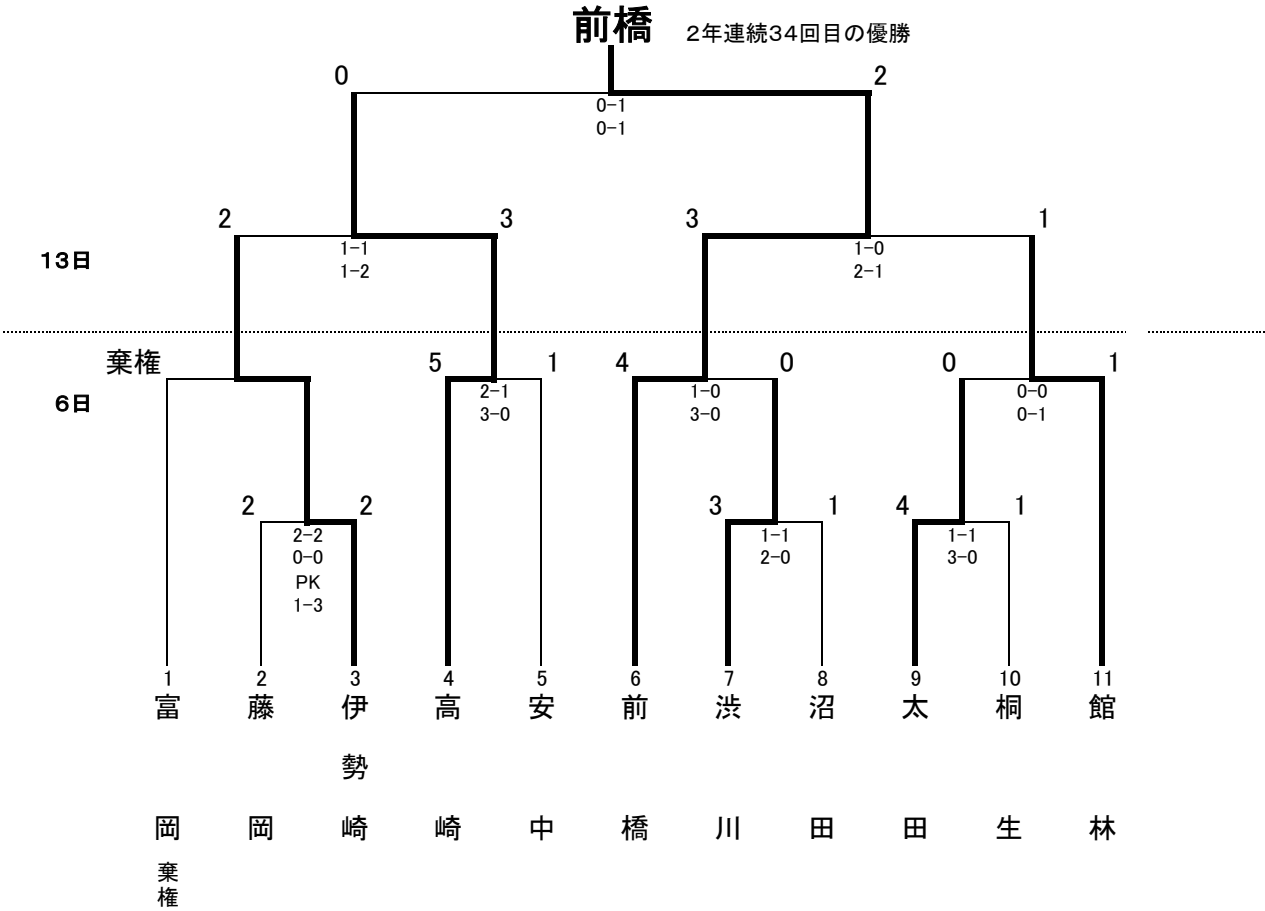 前橋 2年連続34回目の優勝
0 2
0-1
0-1
2 3 3 1
13日
1-1 1-0
1-2 2-1
棄権 5 1 4 0 0 1
6日
2-1 1-0 0-0
3-0 3-0 0-1
2 2 3 1 4 1
2-2 1-1 1-1
0-0 2-0 3-0
PK
1-3
1 2 3 4 5 6 7 8 9 10 11
富岡
棄権
藤岡
伊勢崎
高崎
安中
前橋
渋川
沼田
太田
桐生
館林